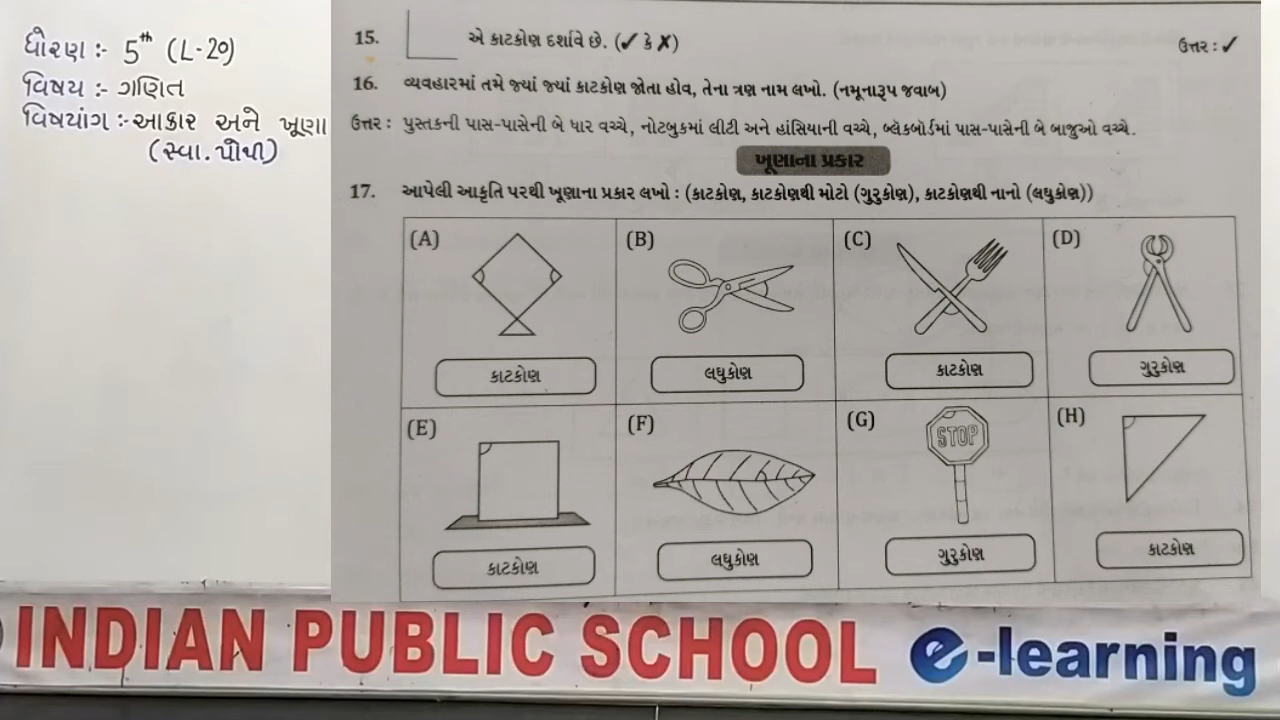 ધોરણ :- 5th (L-20)
વિષય :- ગણિત
વિષયાંગ :- આકાર અને ખૂણા
(સ્વા. પોથી)
15. એ કાટકોણ દર્શાવે છે. (✓ કે ✗) ઉત્તર : ✓
16. વ્યવહારમાં તમે જ્યાં જ્યાં કાટકોણ જોતા હોવ, તેના ત્રણ નામ લખો. (નમૂનારૂપ જવાબ)
ઉત્તર : પુસ્તકની પાસ-પાસેની બે ધાર વચ્ચે, નોટબુકમાં લીટી અને હાંસિયાની વચ્ચે, બ્લૅકબૉર્ડમાં પાસ-પાસેની બે બાજુઓ વચ્ચે.
ખૂણાના પ્રકાર
17. આપેલી આકૃતિ પરથી ખૂણાના પ્રકાર લખો : (કાટકોણ, કાટકોણથી મોટો (ગુરુકોણ), કાટકોણથી નાનો (લઘુકોણ))
(A) (B) (C) (D)
કાટકોણ લઘુકોણ કાટકોણ ગુરુકોણ
(E) (F) (G) (H)
STOP
કાટકોણ લઘુકોણ ગુરુકોણ કાટકોણ
INDIAN PUBLIC SCHOOL e-learning